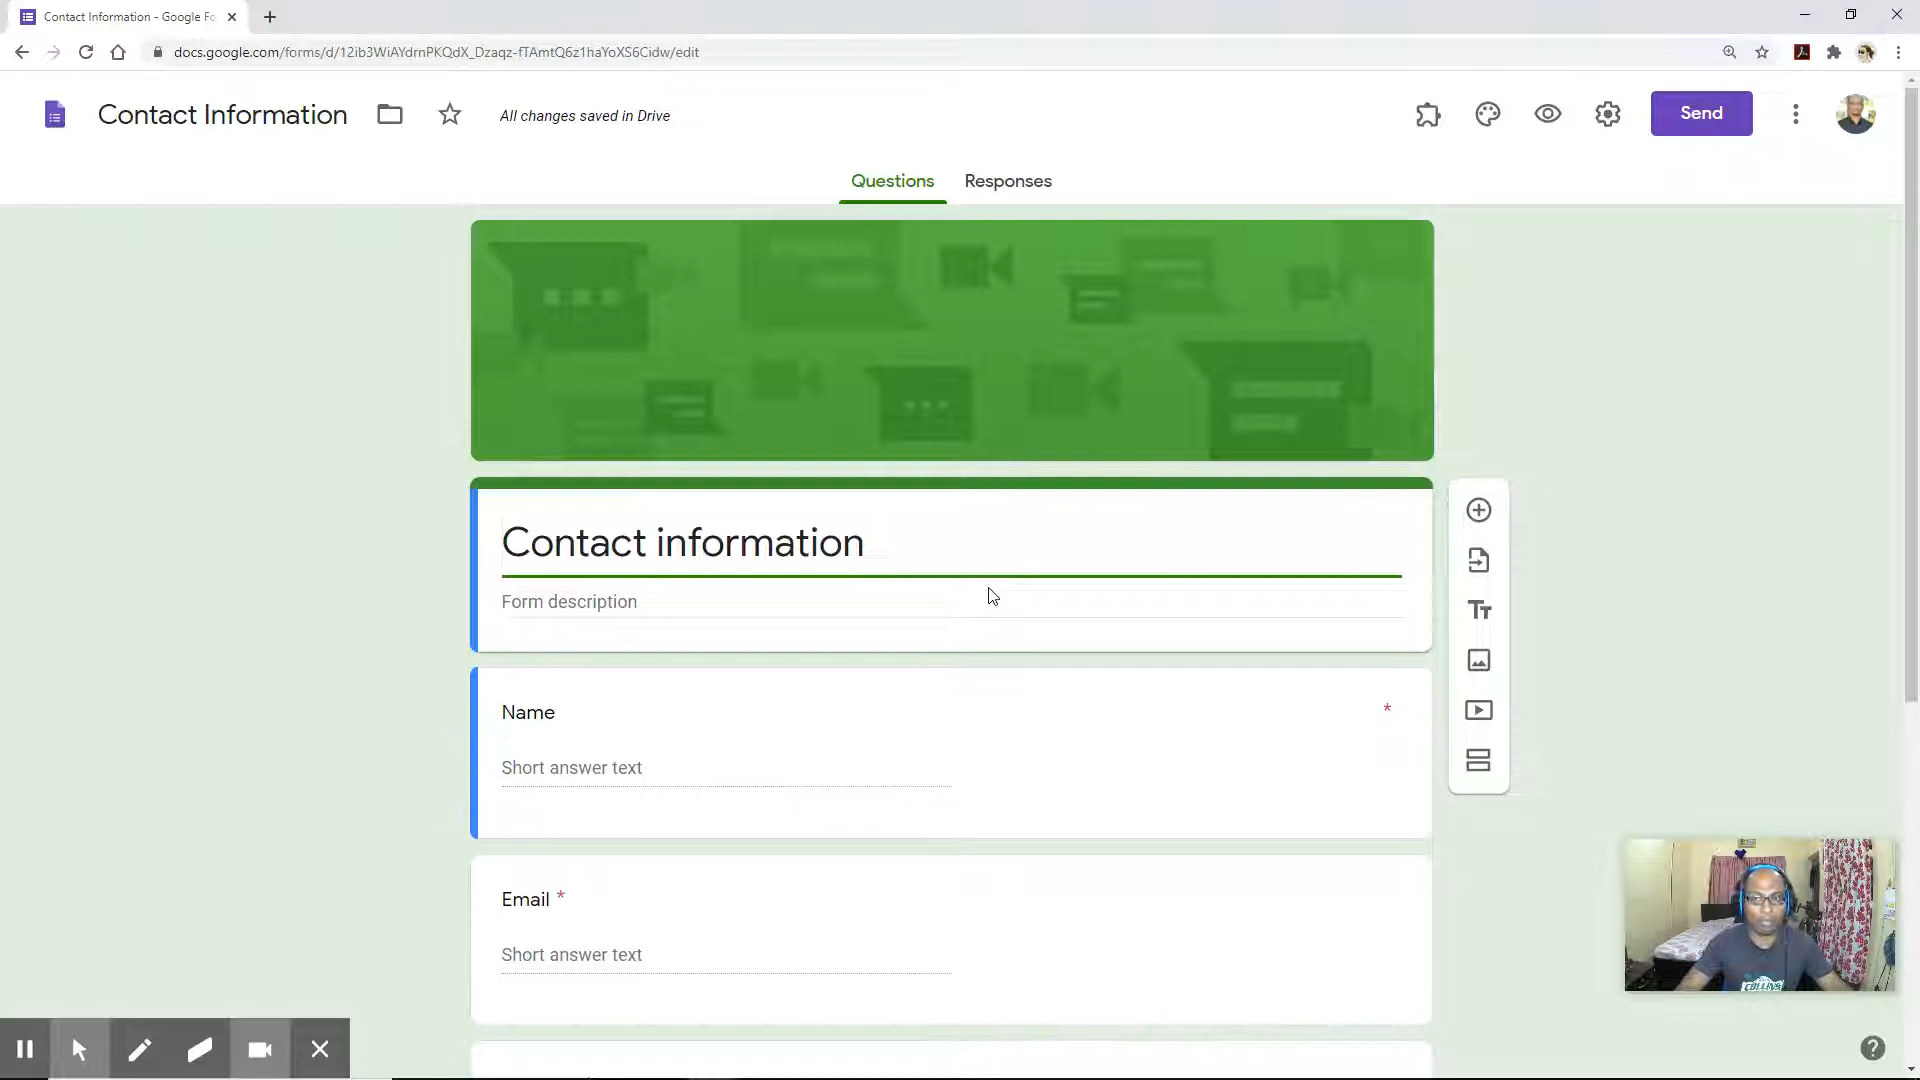 Contact Information - Google Fo
docs.google.com/forms/d/12ib3WiAYdrnPKQdX_Dzaqz-fTAmtQ6z1haYoXS6Cidw/edit
Contact Information
All changes saved in Drive
Send
Questions
Responses
Contact information
Form description
Name
*
Short answer text
Email *
Short answer text